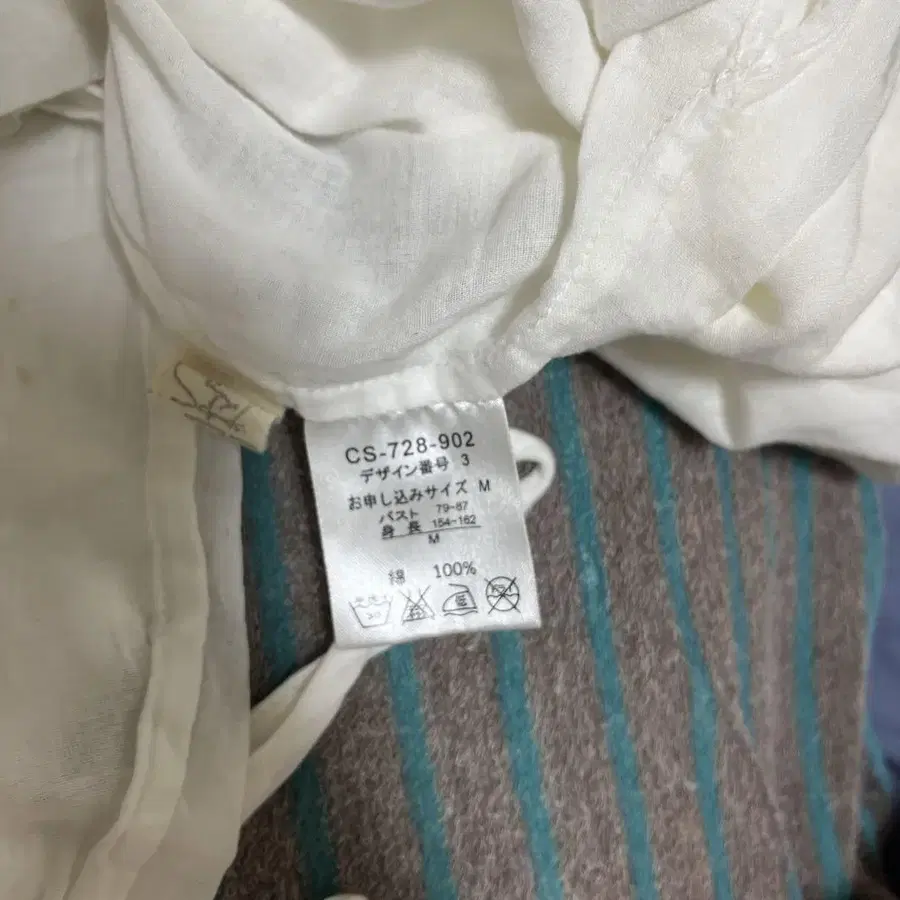 CS-728-902
デザイン番号 3
お申し込みサイズ M
バスト 79-87
身長 154-162
M
綿 100%